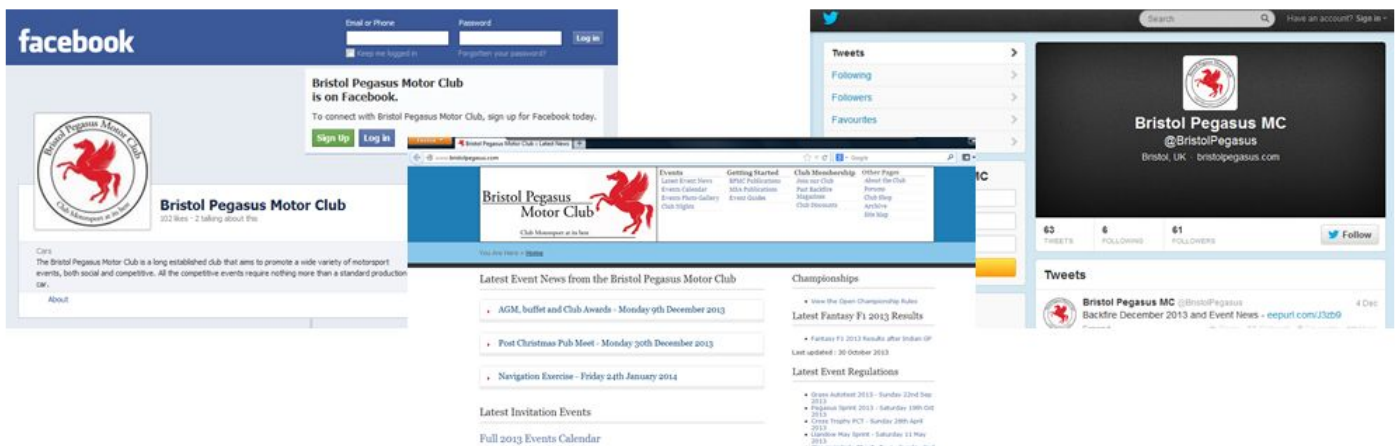 facebook
Email or Phone
Password
Keep me logged in
Forgotten your password?
Log in
Bristol Pegasus Motor Club
is on Facebook.
To connect with Bristol Pegasus Motor Club, sign up for Facebook today.
Sign Up
Log in
Bristol Pegasus Motor Club
Club Motorsport at its best
Bristol Pegasus Motor Club
102 likes · 2 talking about this
Cars
The Bristol Pegasus Motor Club is a long established club that aims to promote a wide variety of motorsport
events, both social and competitive. All the competitive events require nothing more than a standard production
car.
About
Bristol Pegasus Motor Club - Latest News
www.bristolpegasus.com
Google
Bristol Pegasus
Motor Club
Club Motorsport at its best
Events
Latest Event News
Events Calendar
Events Photo Gallery
Club Nights
Getting Started
BPMC Publications
MSA Publications
Event Guides
Club Membership
Join our Club
Past Backfire
Magazines
Club Discounts
Other Pages
About the Club
Forums
Club Shop
Archive
Site Map
You Are Here » Home
Latest Event News from the Bristol Pegasus Motor Club
AGM, buffet and Club Awards - Monday 9th December 2013
Post Christmas Pub Meet - Monday 30th December 2013
Navigation Exercise - Friday 24th January 2014
Latest Invitation Events
Full 2013 Events Calendar
Championships
View the Open Championship Rules
Latest Fantasy F1 2013 Results
Fantasy F1 2013 Results after Indian GP
Last updated : 30 October 2013
Latest Event Regulations
Grass Autotest 2013 - Sunday 22nd Sep
2013
Pegasus Sprint 2013 - Saturday 19th Oct
2013
Cross Trophy PCT - Sunday 28th April
2013
Llandow May Sprint - Saturday 11 May
2013
Search
Have an account? Sign in
Tweets
Following
Followers
Favourites
Bristol Pegasus MC
@BristolPegasus
Bristol, UK · bristolpegasus.com
63
TWEETS
6
FOLLOWING
61
FOLLOWERS
Follow
Tweets
Bristol Pegasus MC @BristolPegasus
4 Dec
Backfire December 2013 and Event News - eepurl.com/J3zb9